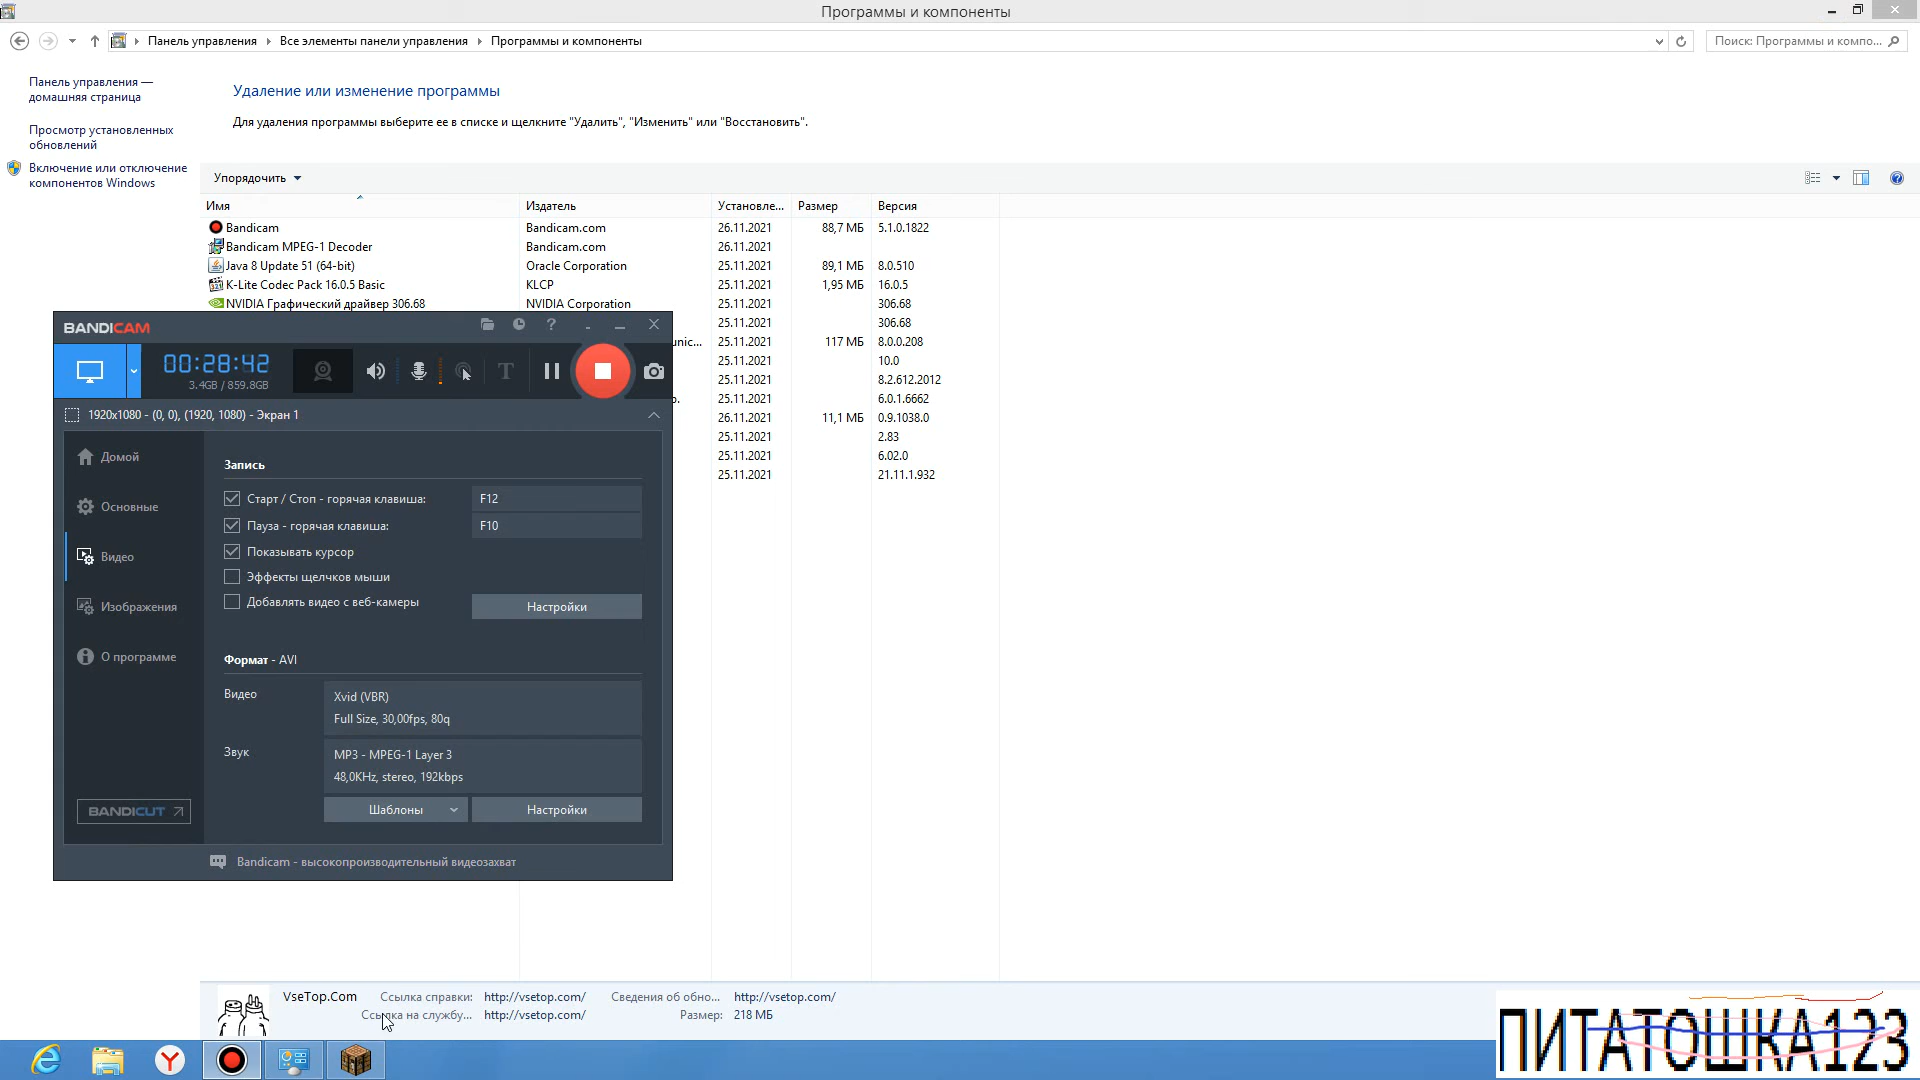 Программы и компоненты
Панель управления
Все элементы панели управления
Программы и компоненты
Поиск: Программы и компо...
Панель управления —
домашняя страница
Просмотр установленных
обновлений
Включение или отключение
компонентов Windows
Удаление или изменение программы
Для удаления программы выберите ее в списке и щелкните "Удалить", "Изменить" или "Восстановить".
Упорядочить
Имя Издатель Установле... Размер Версия
Bandicam Bandicam.com 26.11.2021 88,7 МБ 5.1.0.1822
Bandicam MPEG-1 Decoder Bandicam.com 26.11.2021
Java 8 Update 51 (64-bit) Oracle Corporation 25.11.2021 89,1 МБ 8.0.510
K-Lite Codec Pack 16.0.5 Basic KLCP 25.11.2021 1,95 МБ 16.0.5
NVIDIA Графический драйвер 306.68 NVIDIA Corporation 25.11.2021 306.68
25.11.2021 306.68
unic... 25.11.2021 117 МБ 8.0.0.208
25.11.2021 10.0
25.11.2021 8.2.612.2012
p. 25.11.2021 6.0.1.6662
26.11.2021 11,1 МБ 0.9.1038.0
25.11.2021 2.83
25.11.2021 6.02.0
25.11.2021 21.11.1.932
BANDICAM
00:28:42
3.4GB / 859.8GB
1920x1080 - (0, 0), (1920, 1080) - Экран 1
Домой
Основные
Видео
Изображения
О программе
BANDICUT
Запись
Старт / Стоп - горячая клавиша: F12
Пауза - горячая клавиша: F10
Показывать курсор
Эффекты щелчков мыши
Добавлять видео с веб-камеры
Настройки
Формат - AVI
Видео
Xvid (VBR)
Full Size, 30,00fps, 80q
Звук
MP3 - MPEG-1 Layer 3
48,0KHz, stereo, 192kbps
Шаблоны
Настройки
Bandicam - высокопроизводительный видеозахват
VseTop.Com Ссылка справки: http://vsetop.com/ Сведения об обно... http://vsetop.com/
Ссылка на службу... http://vsetop.com/ Размер: 218 МБ
ПИТАТОШКА123